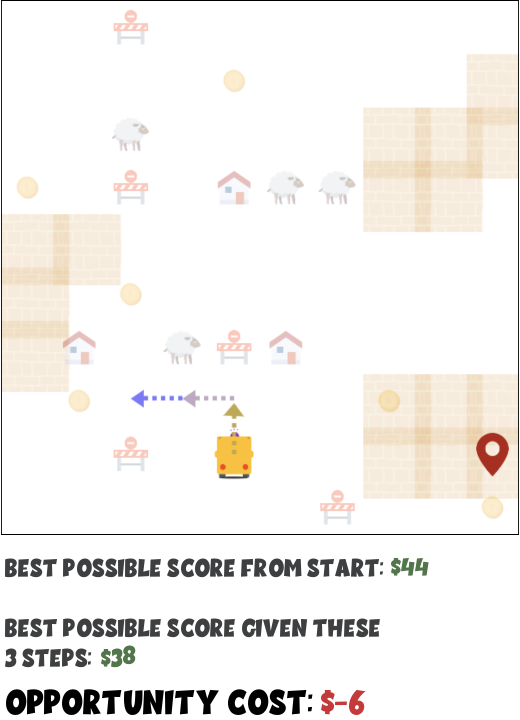 BEST POSSIBLE SCORE FROM START: $44
BEST POSSIBLE SCORE GIVEN THESE
3 STEPS: $38
OPPORTUNITY COST: $-6